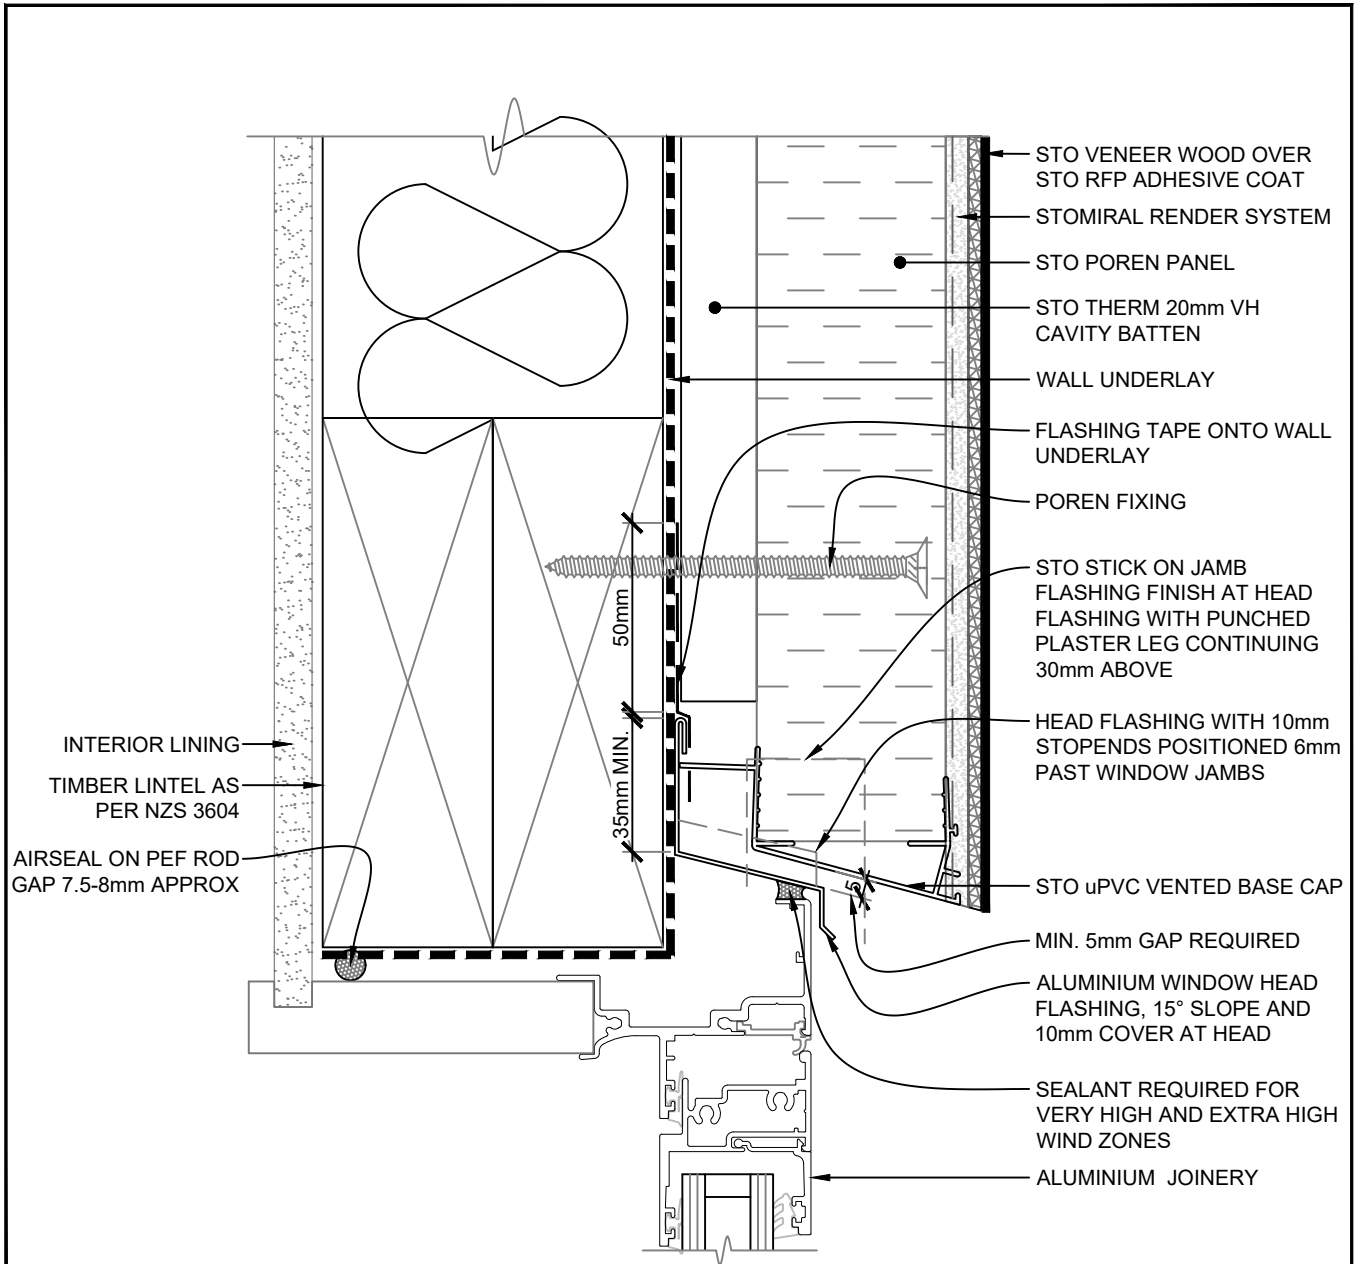 STO VENEER WOOD OVER
STO RFP ADHESIVE COAT
STOMIRAL RENDER SYSTEM
STO POREN PANEL
STO THERM 20mm VH
CAVITY BATTEN
WALL UNDERLAY
FLASHING TAPE ONTO WALL
UNDERLAY
POREN FIXING
STO STICK ON JAMB
FLASHING FINISH AT HEAD
FLASHING WITH PUNCHED
PLASTER LEG CONTINUING
30mm ABOVE
HEAD FLASHING WITH 10mm
STOPENDS POSITIONED 6mm
PAST WINDOW JAMBS
STO uPVC VENTED BASE CAP
MIN. 5mm GAP REQUIRED
ALUMINIUM WINDOW HEAD
FLASHING, 15° SLOPE AND
10mm COVER AT HEAD
SEALANT REQUIRED FOR
VERY HIGH AND EXTRA HIGH
WIND ZONES
ALUMINIUM JOINERY
50mm
35mm MIN.
5
INTERIOR LINING
TIMBER LINTEL AS
PER NZS 3604
AIRSEAL ON PEF ROD
GAP 7.5-8mm APPROX